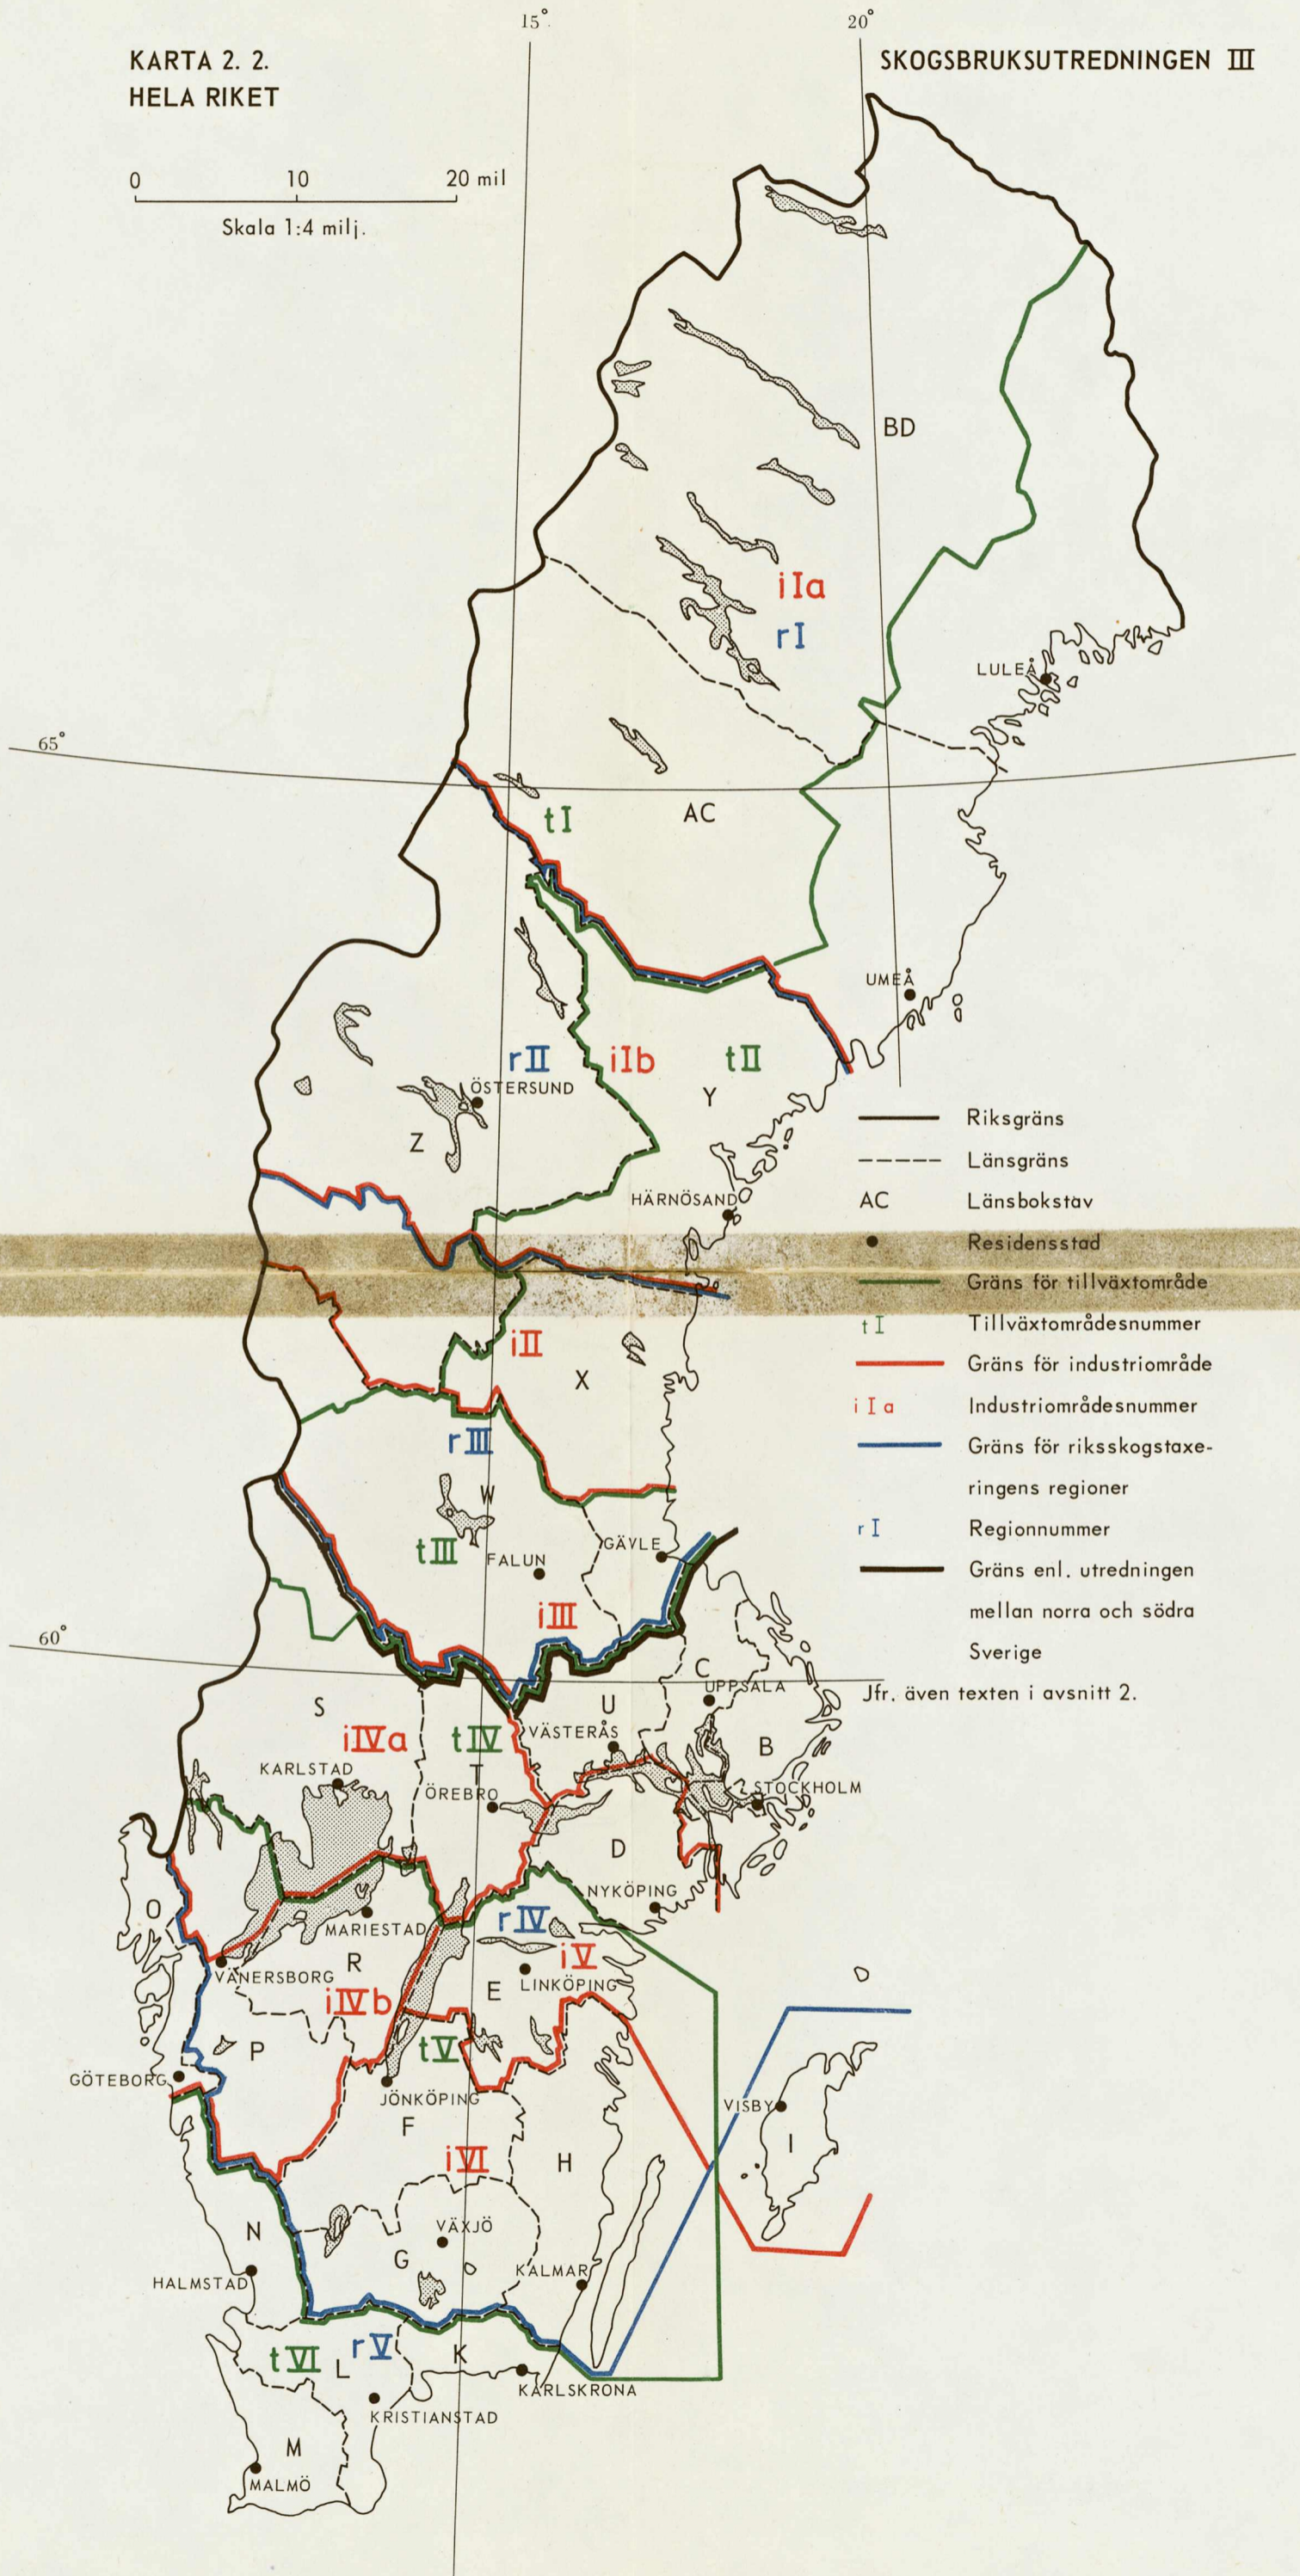 15°
20°
KARTA 2. 2.
HELA RIKET
SKOGSBRUKSUTREDNINGEN III
0 10 20 mil
Skala 1:4 milj.
BD
iIa
rI
LULEÅ
65°
tI
AC
UMEÅ
rII
iIb
tII
ÖSTERSUND
Y
Z
HÄRNÖSAND
Riksgräns
Länsgräns
AC Länsbokstav
Residensstad
Gräns för tillväxtområde
tI Tillväxtområdesnummer
Gräns för industriområde
iIa Industriområdesnummer
Gräns för riksskogstaxe-
ringens regioner
rI Regionnummer
Gräns enl. utredningen
mellan norra och södra
Sverige
Jfr. även texten i avsnitt 2.
iII
X
rIII
W
tIII
FALUN
GÄVLE
iIII
60°
C
UPPSALA
S
U
iIVa
tIV
VÄSTERÅS
B
KARLSTAD
T
ÖREBRO
STOCKHOLM
D
NYKÖPING
O
MARIESTAD
rIV
R
iV
VÄNERSBORG
E
LINKÖPING
iIVb
P
tV
GÖTEBORG
JÖNKÖPING
VISBY
F
I
iVI
H
N
VÄXJÖ
G
KALMAR
HALMSTAD
tVI
rV
L
K
KARLSKRONA
KRISTIANSTAD
M
MALMÖ